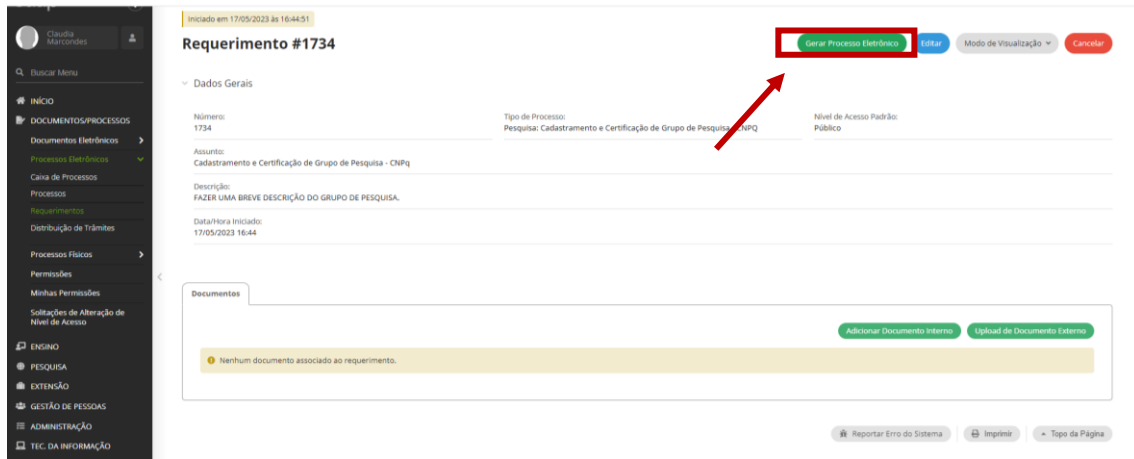 Claudia
Marcondes
Buscar Menu
INÍCIO
DOCUMENTOS/PROCESSOS
Documentos Eletrônicos
Processos Eletrônicos
Caixa de Processos
Processos
Requerimentos
Distribuição de Trâmites
Processos Físicos
Permissões
Minhas Permissões
Solitações de Alteração de
Nível de Acesso
ENSINO
PESQUISA
EXTENSÃO
GESTÃO DE PESSOAS
ADMINISTRAÇÃO
TEC. DA INFORMAÇÃO
Iniciado em 17/05/2023 às 16:44:51
Requerimento #1734
Gerar Processo Eletrônico Editar Modo de Visualização Cancelar
Dados Gerais
Número: Tipo de Processo: Nível de Acesso Padrão:
1734 Pesquisa: Cadastramento e Certificação de Grupo de Pesquisa CNPQ Público
Assunto:
Cadastramento e Certificação de Grupo de Pesquisa - CNPq
Descrição:
FAZER UMA BREVE DESCRIÇÃO DO GRUPO DE PESQUISA.
Data/Hora Iniciado:
17/05/2023 16:44
Documentos
Adicionar Documento Interno Upload de Documento Externo
Nenhum documento associado ao requerimento.
Reportar Erro do Sistema Imprimir Topo da Página